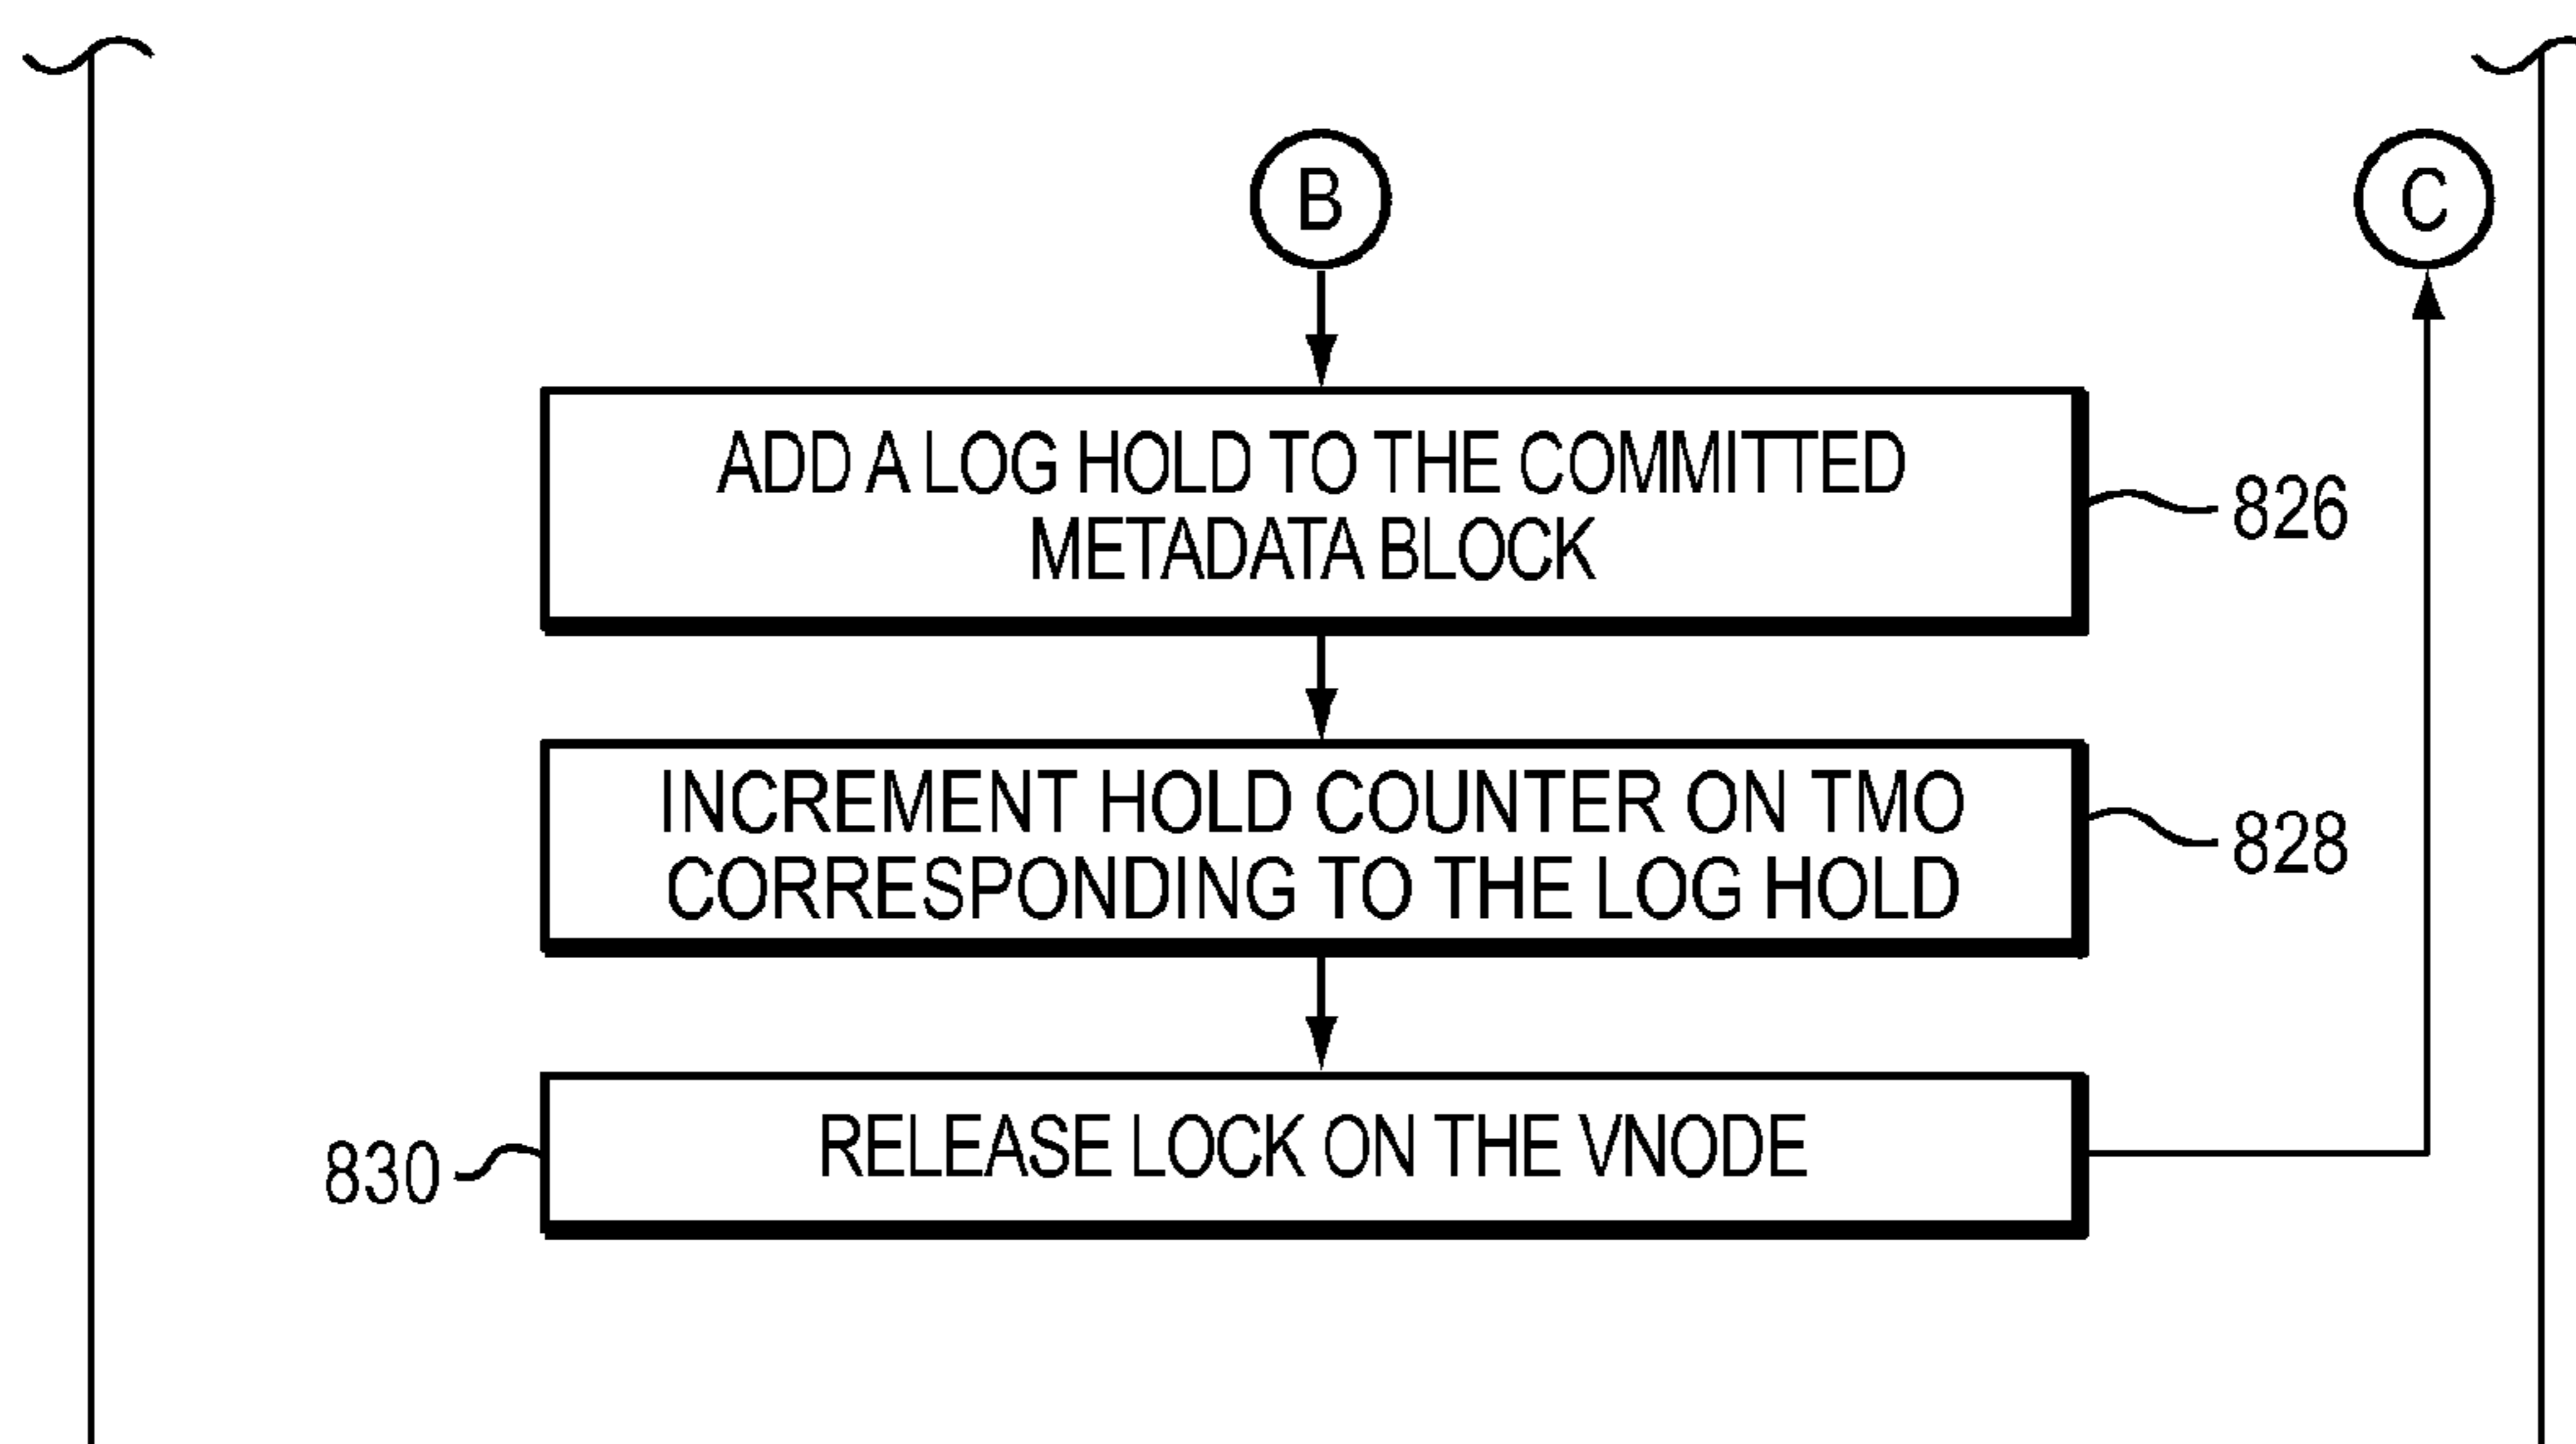 B
C
ADD A LOG HOLD TO THE COMMITTED
METADATA BLOCK
826
INCREMENT HOLD COUNTER ON TMO
CORRESPONDING TO THE LOG HOLD
828
830
RELEASE LOCK ON THE VNODE